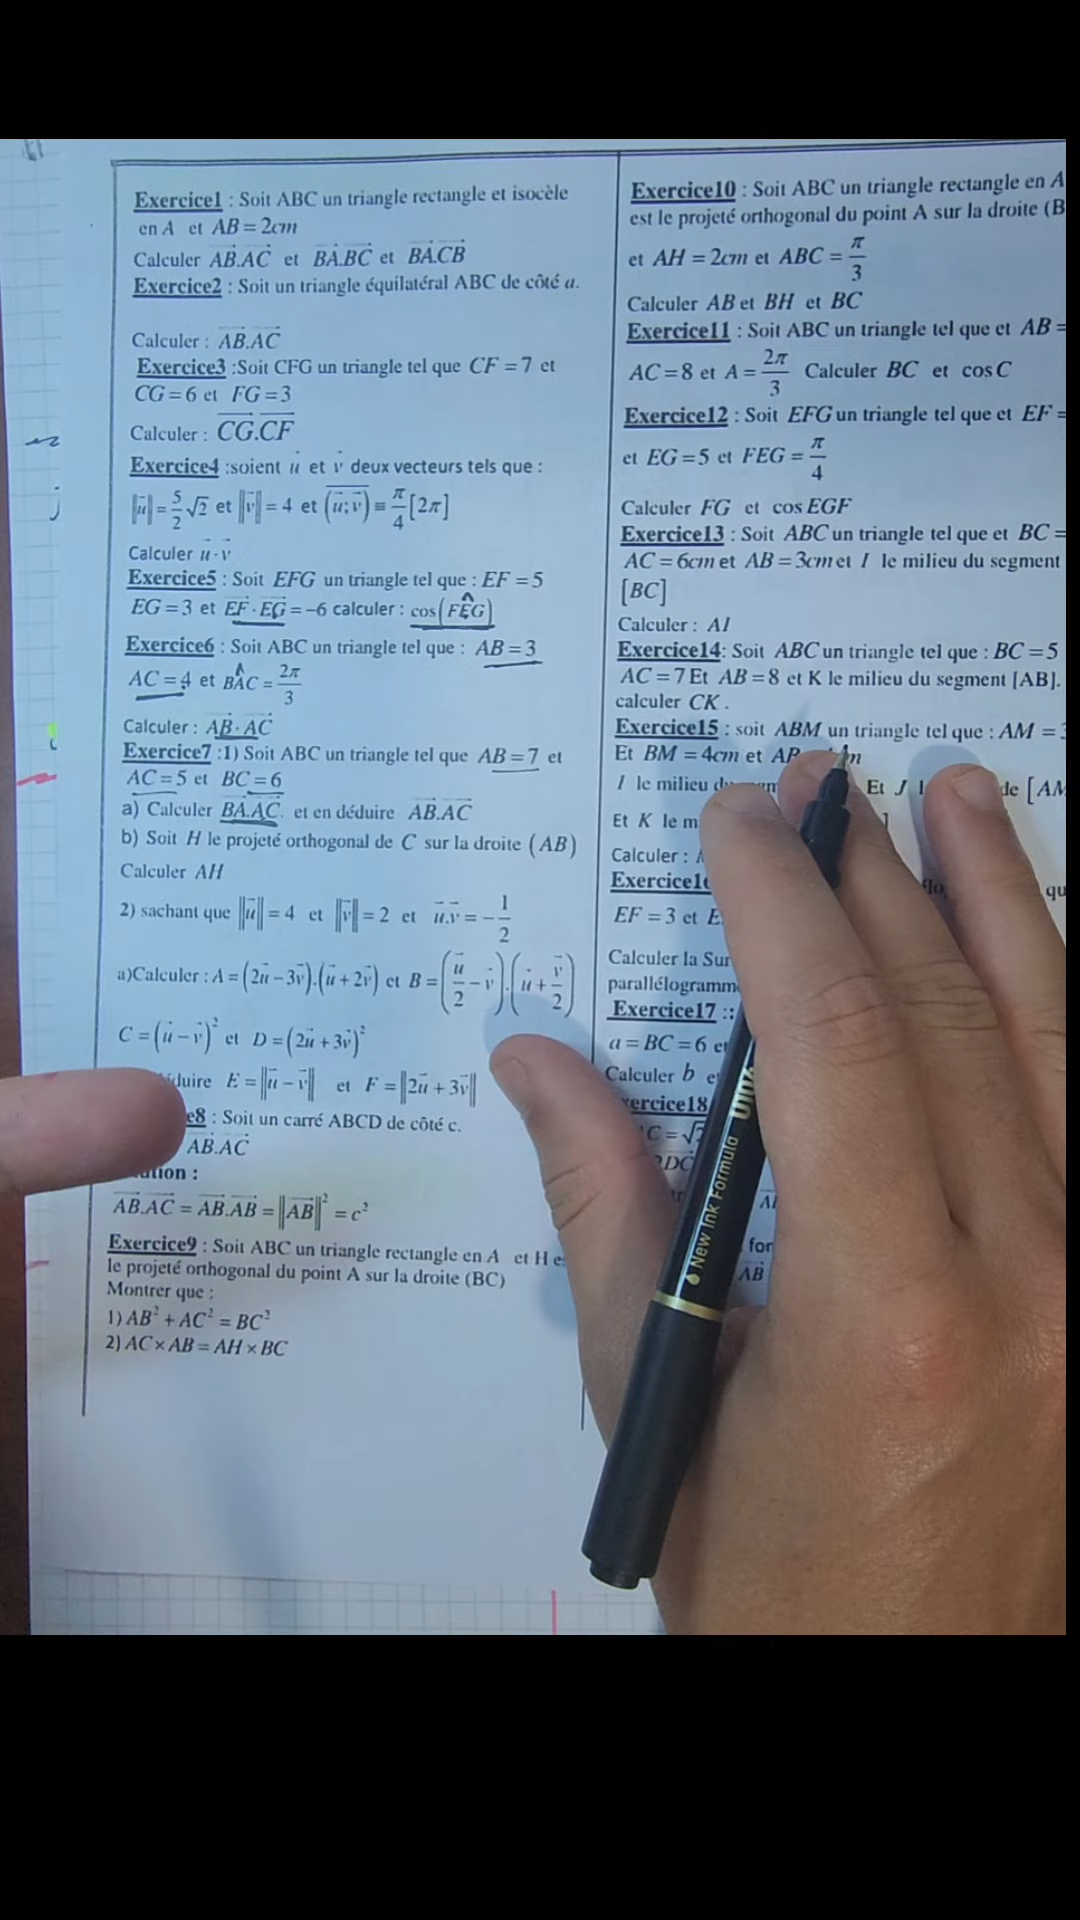 Exercice1 : Soit ABC un triangle rectangle et isocèle
en A et AB = 2cm
Calculer AB.AC et BA.BC et BA.CB
Exercice2 : Soit un triangle équilatéral ABC de côté a.
Calculer : AB.AC
Exercice3 :Soit CFG un triangle tel que CF = 7 et
CG = 6 et FG = 3
Calculer : CG.CF
Exercice4 :soient u et v deux vecteurs tels que :
‖u‖ = 5/2 √2 et ‖v‖ = 4 et (u;v) ≡ π/4 [2π]
Calculer u · v
Exercice5 : Soit EFG un triangle tel que : EF = 5
EG = 3 et EF · EG = −6 calculer : cos(FEG)
Exercice6 : Soit ABC un triangle tel que : AB = 3
AC = 4 et BAC = 2π/3
Calculer : AB · AC
Exercice7 :1) Soit ABC un triangle tel que AB = 7 et
AC = 5 et BC = 6
a) Calculer BA.AC. et en déduire AB.AC
b) Soit H le projeté orthogonal de C sur la droite (AB)
Calculer AH
2) sachant que ‖u‖ = 4 et ‖v‖ = 2 et u.v = −1/2
a)Calculer : A = (2u − 3v).(u + 2v) et B = (u/2 − v).(u + v/2)
C = (u − v)² et D = (2u + 3v)²
E = ‖u − v‖ et F = ‖2u + 3v‖
: Soit un carré ABCD de côté c.
AB.AC
AB.AC = AB.AB = ‖AB‖² = c²
Exercice9 : Soit ABC un triangle rectangle en A et H
le projeté orthogonal du point A sur la droite (BC)
Montrer que :
1) AB² + AC² = BC²
2) AC × AB = AH × BC
Exercice10 : Soit ABC un triangle rectangle en A
est le projeté orthogonal du point A sur la droite (B
et AH = 2cm et ABC = π/3
Calculer AB et BH et BC
Exercice11 : Soit ABC un triangle tel que et AB =
AC = 8 et A = 2π/3 Calculer BC et cos C
Exercice12 : Soit EFG un triangle tel que et EF =
et EG = 5 et FEG = π/4
Calculer FG et cos EGF
Exercice13 : Soit ABC un triangle tel que et BC =
AC = 6cm et AB = 3cm et I le milieu du segment
[BC]
Calculer : AI
Exercice14: Soit ABC un triangle tel que : BC = 5
AC = 7 Et AB = 8 et K le milieu du segment [AB].
calculer CK .
Exercice15 : soit ABM un triangle tel que : AM =
Et BM = 4cm et
I le milieu Et J de [AM
Et K le
Calculer :
EF = 3 et
Calculer la
Exercice17 ::
a = BC = 6
Calculer b
DC
AB
New Ink Formula